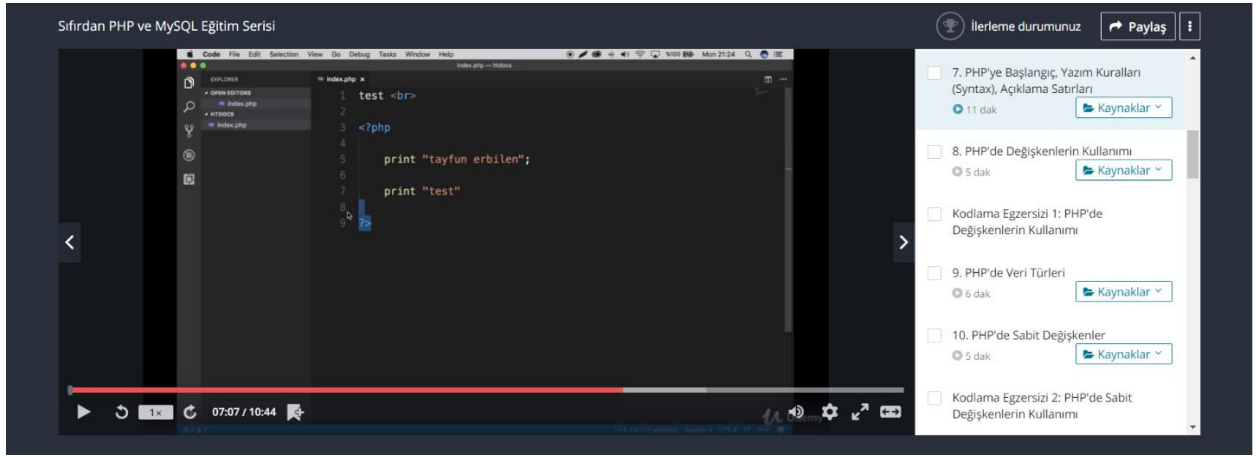 Sıfırdan PHP ve MySQL Eğitim Serisi
İlerleme durumunuz
Paylaş
Code File Edit Selection View Go Debug Tasks Window Help
%100
Mon 21:24
index.php — htdocs
EXPLORER
OPEN EDITORS
index.php
HTDOCS
index.php
index.php ×
1 test <br>
2
3 <?php
4
5 print "tayfun erbilen";
6
7 print "test"
8
9 ?>
1×
07:07 / 10:44
Udemy
7. PHP'ye Başlangıç, Yazım Kuralları
(Syntax), Açıklama Satırları
11 dak
Kaynaklar
8. PHP'de Değişkenlerin Kullanımı
5 dak
Kaynaklar
Kodlama Egzersizi 1: PHP'de
Değişkenlerin Kullanımı
9. PHP'de Veri Türleri
6 dak
Kaynaklar
10. PHP'de Sabit Değişkenler
5 dak
Kaynaklar
Kodlama Egzersizi 2: PHP'de Sabit
Değişkenlerin Kullanımı